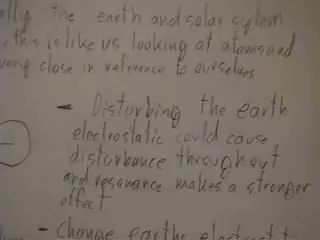 ally the earth and solar system
, this is like us looking at atoms and
very close in reference to ourselves
- Disturbing the earth
electrostatic could cause
disturbance throughout
and resonance makes a stronger
effect
- Change earths